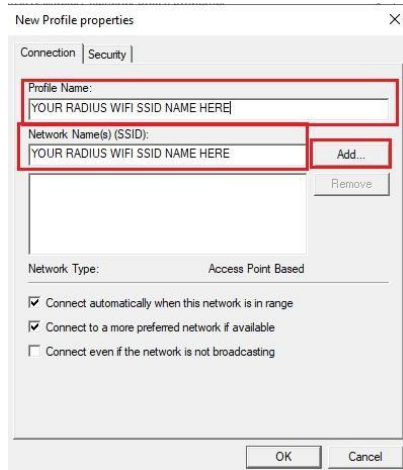 New Profile properties
Connection Security
Profile Name:
YOUR RADIUS WIFI SSID NAME HERE
Network Name(s) (SSID):
YOUR RADIUS WIFI SSID NAME HERE
Add...
Remove
Network Type: Access Point Based
Connect automatically when this network is in range
Connect to a more preferred network if available
Connect even if the network is not broadcasting
OK Cancel